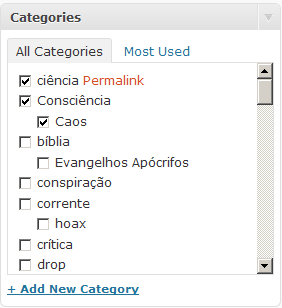 Categories
All Categories Most Used
ciência Permalink
Consciência
Caos
bíblia
Evangelhos Apócrifos
conspiração
corrente
hoax
crítica
drop
+ Add New Category